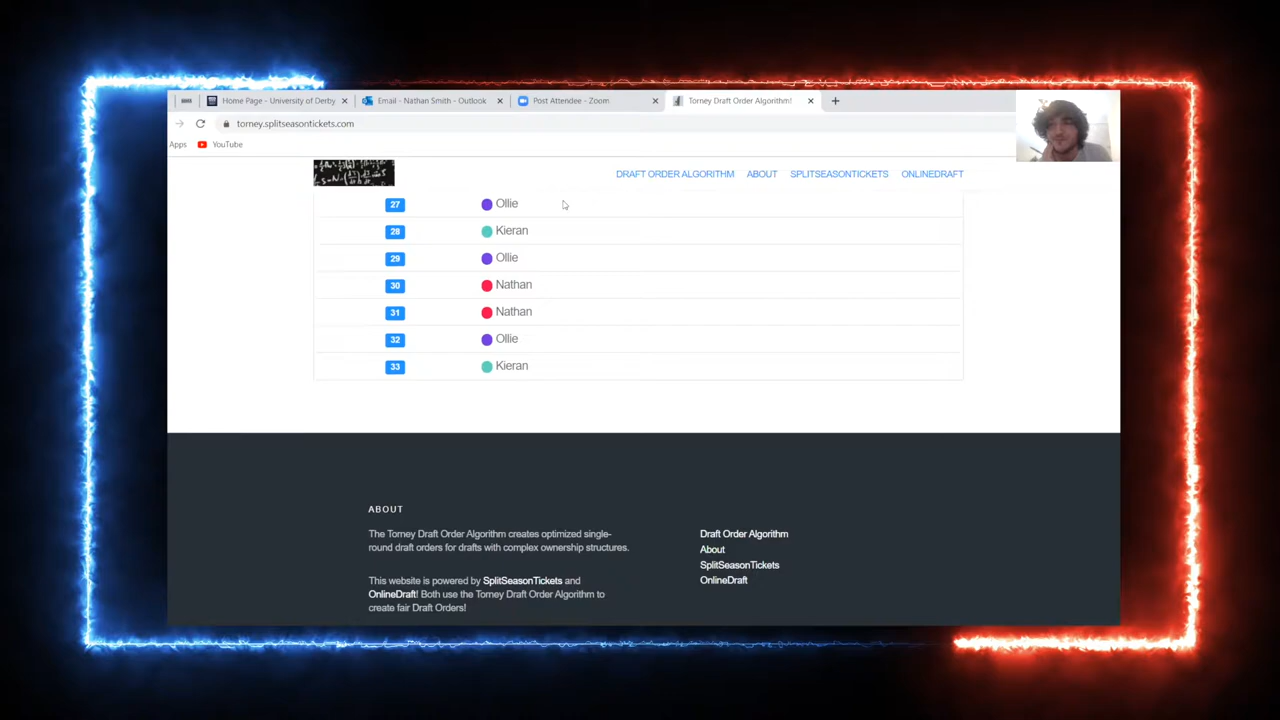 Home Page - University of Derby
Email - Nathan Smith - Outlook
Post Attendee - Zoom
Torney Draft Order Algorithm!
torney.splitseasontickets.com
Apps
YouTube
DRAFT ORDER ALGORITHM
ABOUT
SPLITSEASONTICKETS
ONLINEDRAFT
27 Ollie
28 Kieran
29 Ollie
30 Nathan
31 Nathan
32 Ollie
33 Kieran
ABOUT
The Torney Draft Order Algorithm creates optimized single-
round draft orders for drafts with complex ownership structures.
This website is powered by SplitSeasonTickets and
OnlineDraft! Both use the Torney Draft Order Algorithm to
create fair Draft Orders!
Draft Order Algorithm
About
SplitSeasonTickets
OnlineDraft